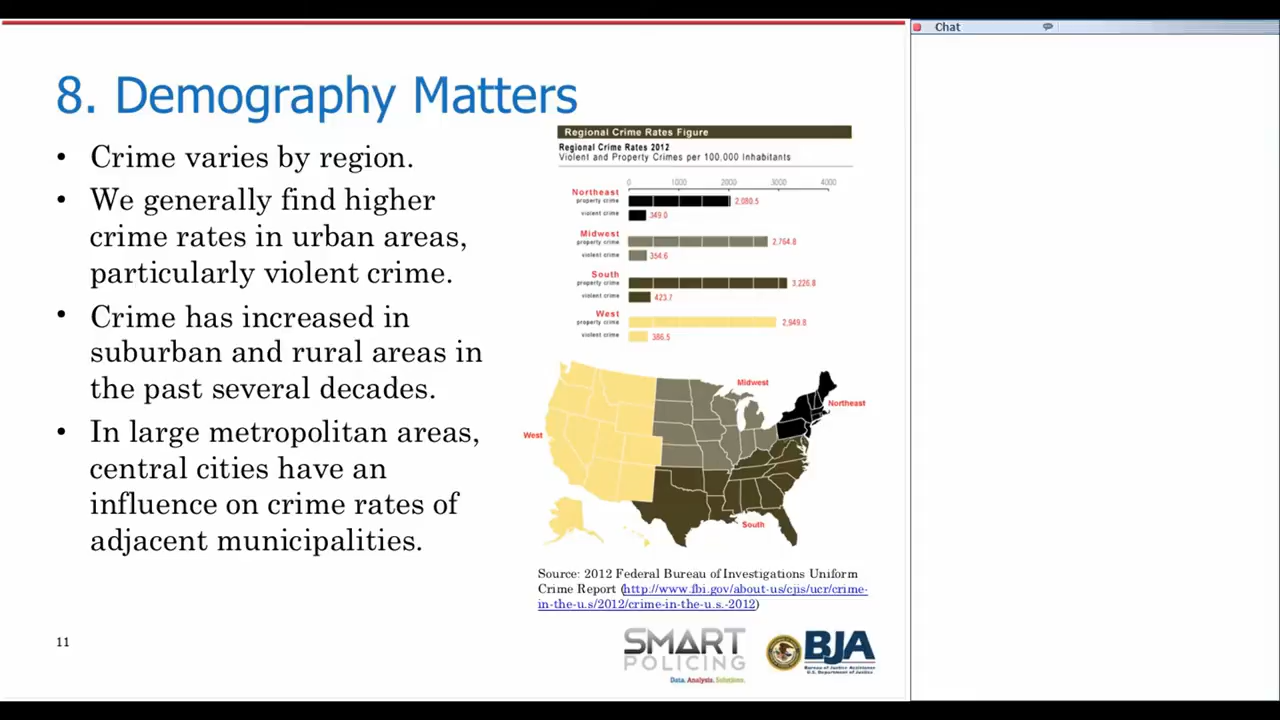 Chat
8. Demography Matters
• Crime varies by region.
• We generally find higher
crime rates in urban areas,
particularly violent crime.
• Crime has increased in
suburban and rural areas in
the past several decades.
• In large metropolitan areas,
central cities have an
influence on crime rates of
adjacent municipalities.
Regional Crime Rates Figure
Regional Crime Rates 2012
Violent and Property Crimes per 100,000 Inhabitants
0 1000 2000 3000 4000
Northeast
property crime 2,080.5
violent crime 349.0
Midwest
property crime 2,764.8
violent crime 354.6
South
property crime 3,226.8
violent crime 423.7
West
property crime 2,949.8
violent crime 386.5
Midwest
Northeast
West
South
Source: 2012 Federal Bureau of Investigations Uniform
Crime Report (http://www.fbi.gov/about-us/cjis/ucr/crime-
in-the-u.s/2012/crime-in-the-u.s.-2012)
11
SMART
POLICING
Data. Analysis. Solutions.
BJA
Bureau of Justice Assistance
U.S. Department of Justice